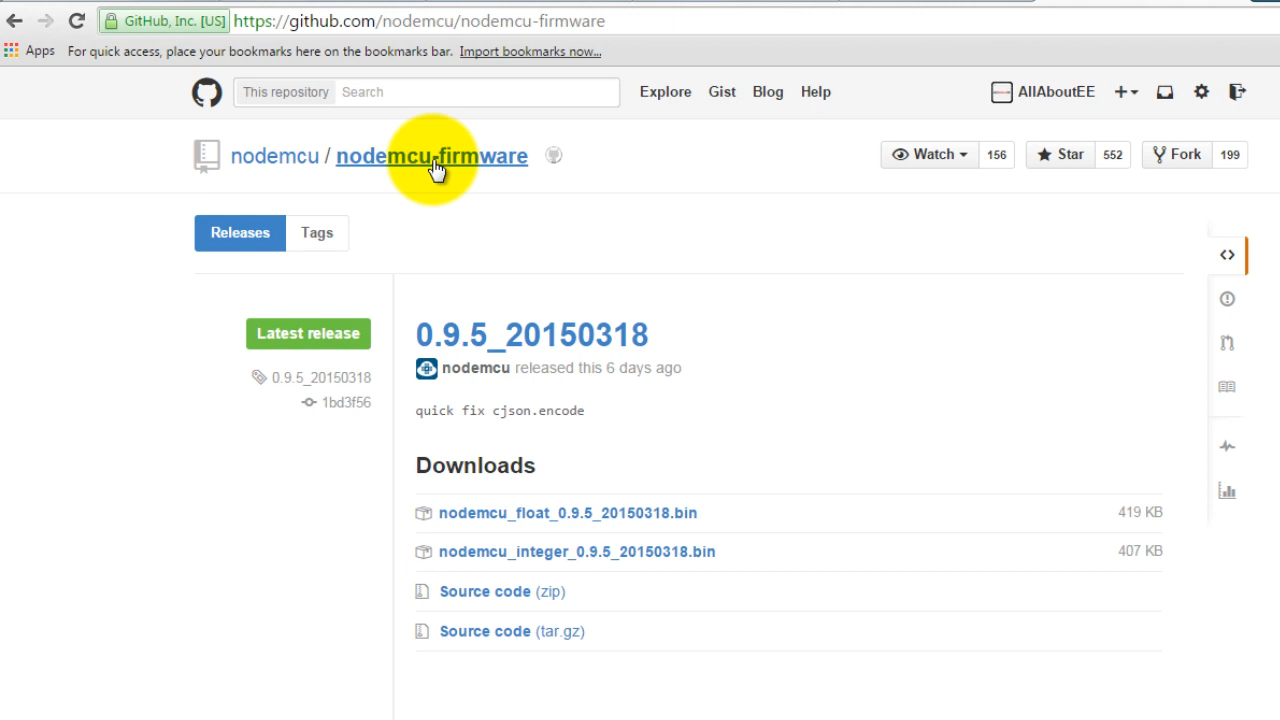 GitHub, Inc. [US] https://github.com/nodemcu/nodemcu-firmware
Apps For quick access, place your bookmarks here on the bookmarks bar. Import bookmarks now...
This repository Search Explore Gist Blog Help AllAboutEE
nodemcu / nodemcu-firmware Watch 156 Star 552 Fork 199
Releases Tags
Latest release 0.9.5_20150318
nodemcu released this 6 days ago
0.9.5_20150318
1bd3f56
quick fix cjson.encode
Downloads
nodemcu_float_0.9.5_20150318.bin 419 KB
nodemcu_integer_0.9.5_20150318.bin 407 KB
Source code (zip)
Source code (tar.gz)